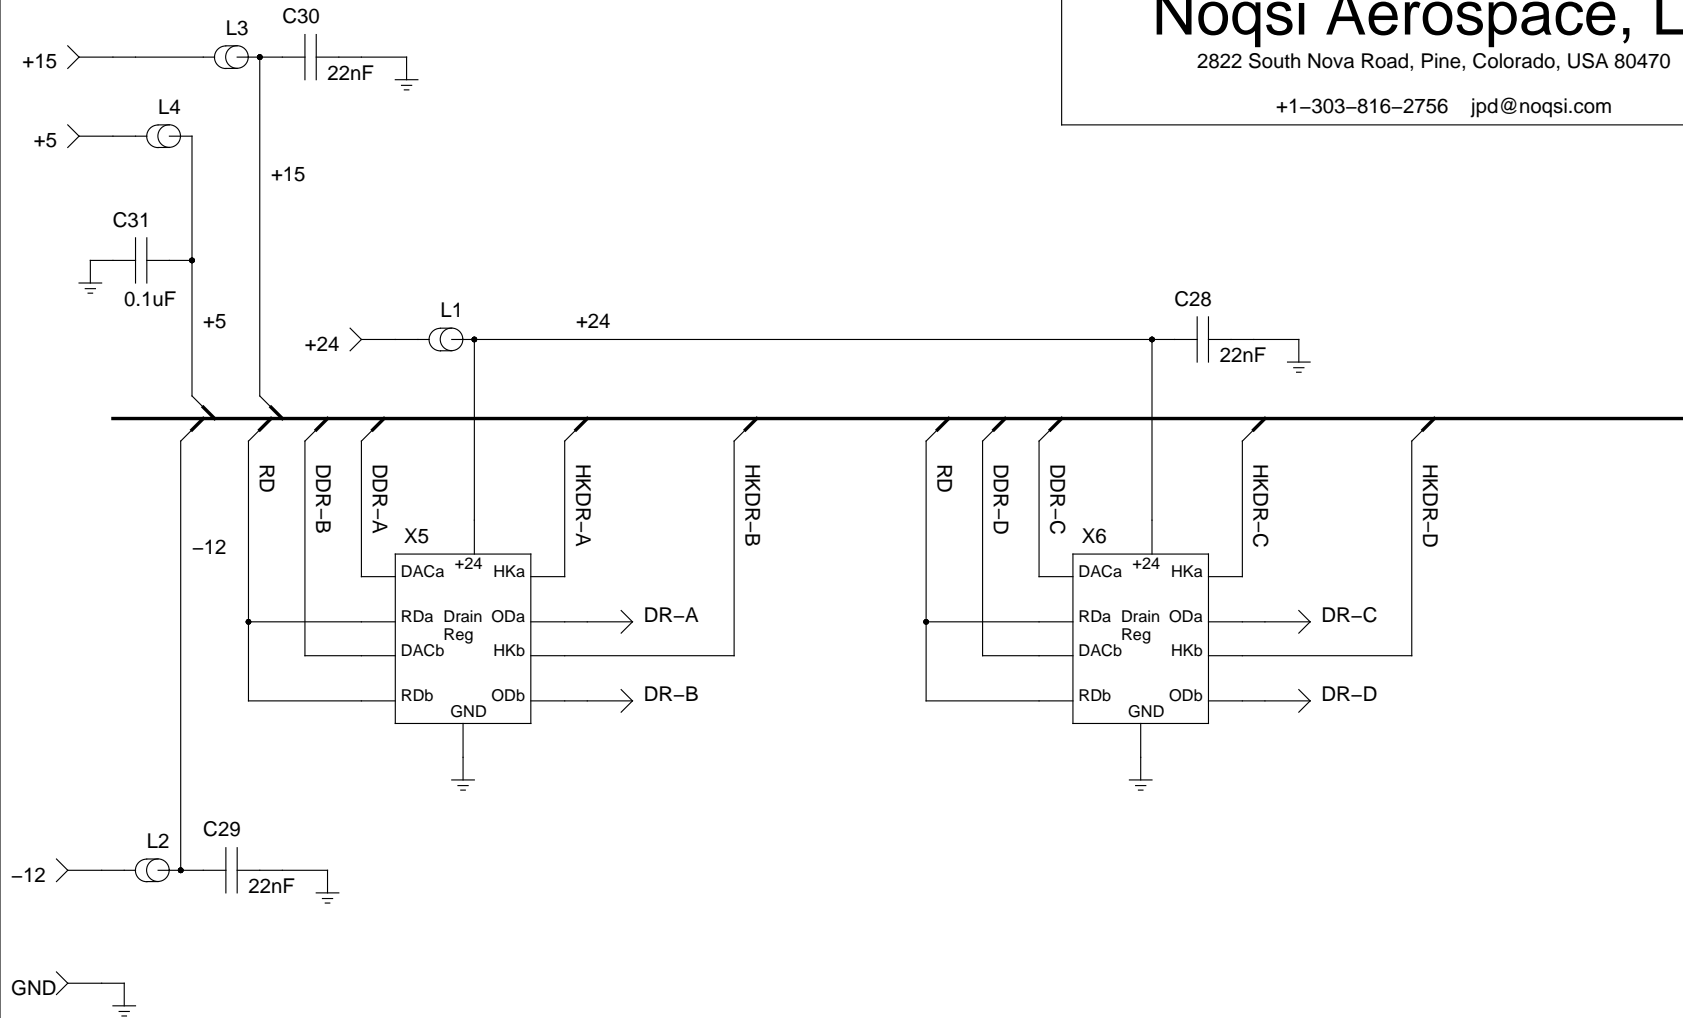 Noqsi Aerospace, L
2822 South Nova Road, Pine, Colorado, USA 80470
+1−303−816−2756 jpd@noqsi.com
C30
L3
+15
22nF
L4
+5
+15
C31
0.1uF
+5
L1
+24
+24
C28
22nF
RD
DDR−B
DDR−A
HKDR−A
HKDR−B
RD
DDR−D
DDR−C
HKDR−C
HKDR−D
−12
X5
+24
DACa
HKa
RDa
Drain
Reg
ODa
DR−A
DACb
HKb
RDb
ODb
DR−B
GND
X6
+24
DACa
HKa
RDa
Drain
Reg
ODa
DR−C
DACb
HKb
RDb
ODb
DR−D
GND
L2
C29
−12
22nF
GND